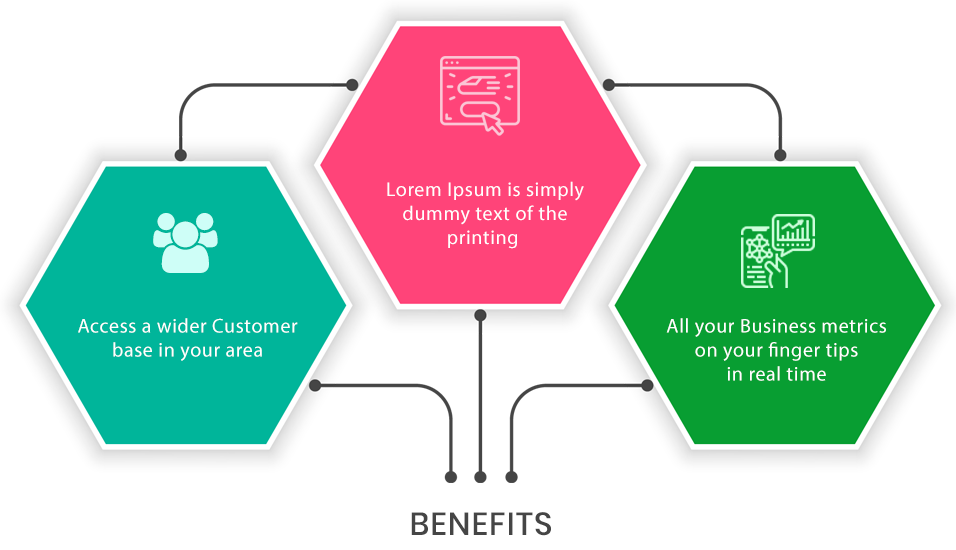 Lorem Ipsum is simply
dummy text of the
printing
Access a wider Customer
base in your area
All your Business metrics
on your finger tips
in real time
BENEFITS